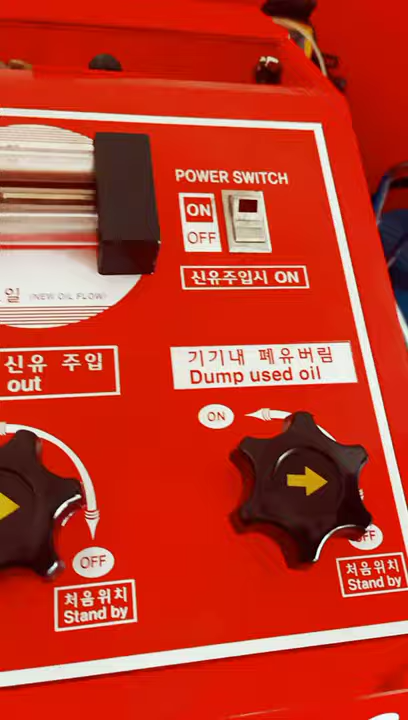 POWER SWITCH
ON
OFF
신유주입시 ON
일 (NEW OIL FLOW)
신유 주입
out
기기내 폐유버림
Dump used oil
ON
OFF
처음위치
Stand by
OFF
처음위치
Stand by